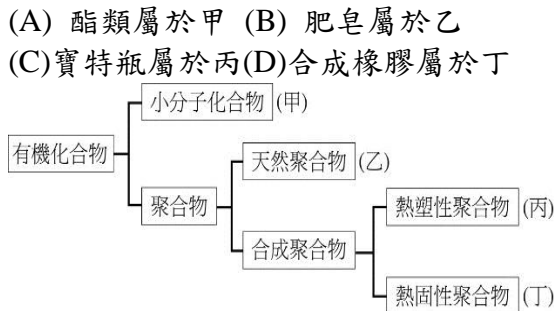 (A) 酯類屬於甲 (B) 肥皂屬於乙
(C)寶特瓶屬於丙(D)合成橡膠屬於丁
小分子化合物 (甲)
有機化合物
天然聚合物 (乙)
聚合物
熱塑性聚合物 (丙)
合成聚合物
熱固性聚合物 (丁)